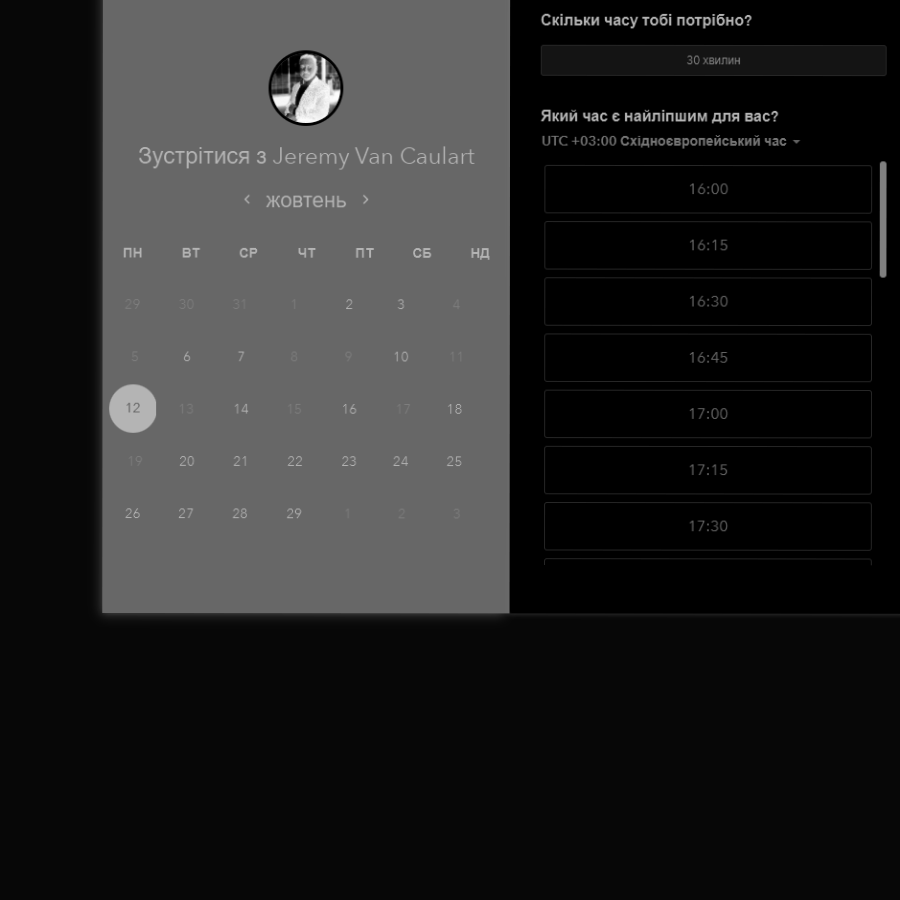 Зустрітися з Jeremy Van Caulart
жовтень
ПН ВТ СР ЧТ ПТ СБ НД
29 30 31 1 2 3 4
5 6 7 8 9 10 11
12 13 14 15 16 17 18
19 20 21 22 23 24 25
26 27 28 29 1 2 3
Скільки часу тобі потрібно?
30 хвилин
Який час є найліпшим для вас?
UTC +03:00 Східноєвропейський час
16:00
16:15
16:30
16:45
17:00
17:15
17:30